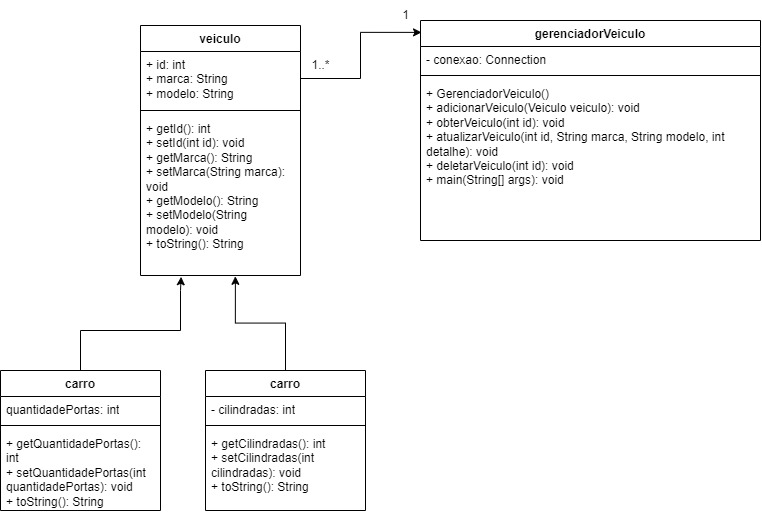 veiculo
+ id: int
+ marca: String
+ modelo: String
+ getId(): int
+ setId(int id): void
+ getMarca(): String
+ setMarca(String marca):
void
+ getModelo(): String
+ setModelo(String
modelo): void
+ toString(): String
1..*
1
gerenciadorVeiculo
- conexao: Connection
+ GerenciadorVeiculo()
+ adicionarVeiculo(Veiculo veiculo): void
+ obterVeiculo(int id): void
+ atualizarVeiculo(int id, String marca, String modelo, int
detalhe): void
+ deletarVeiculo(int id): void
+ main(String[] args): void
carro
quantidadePortas: int
+ getQuantidadePortas():
int
+ setQuantidadePortas(int
quantidadePortas): void
+ toString(): String
carro
- cilindradas: int
+ getCilindradas(): int
+ setCilindradas(int
cilindradas): void
+ toString(): String